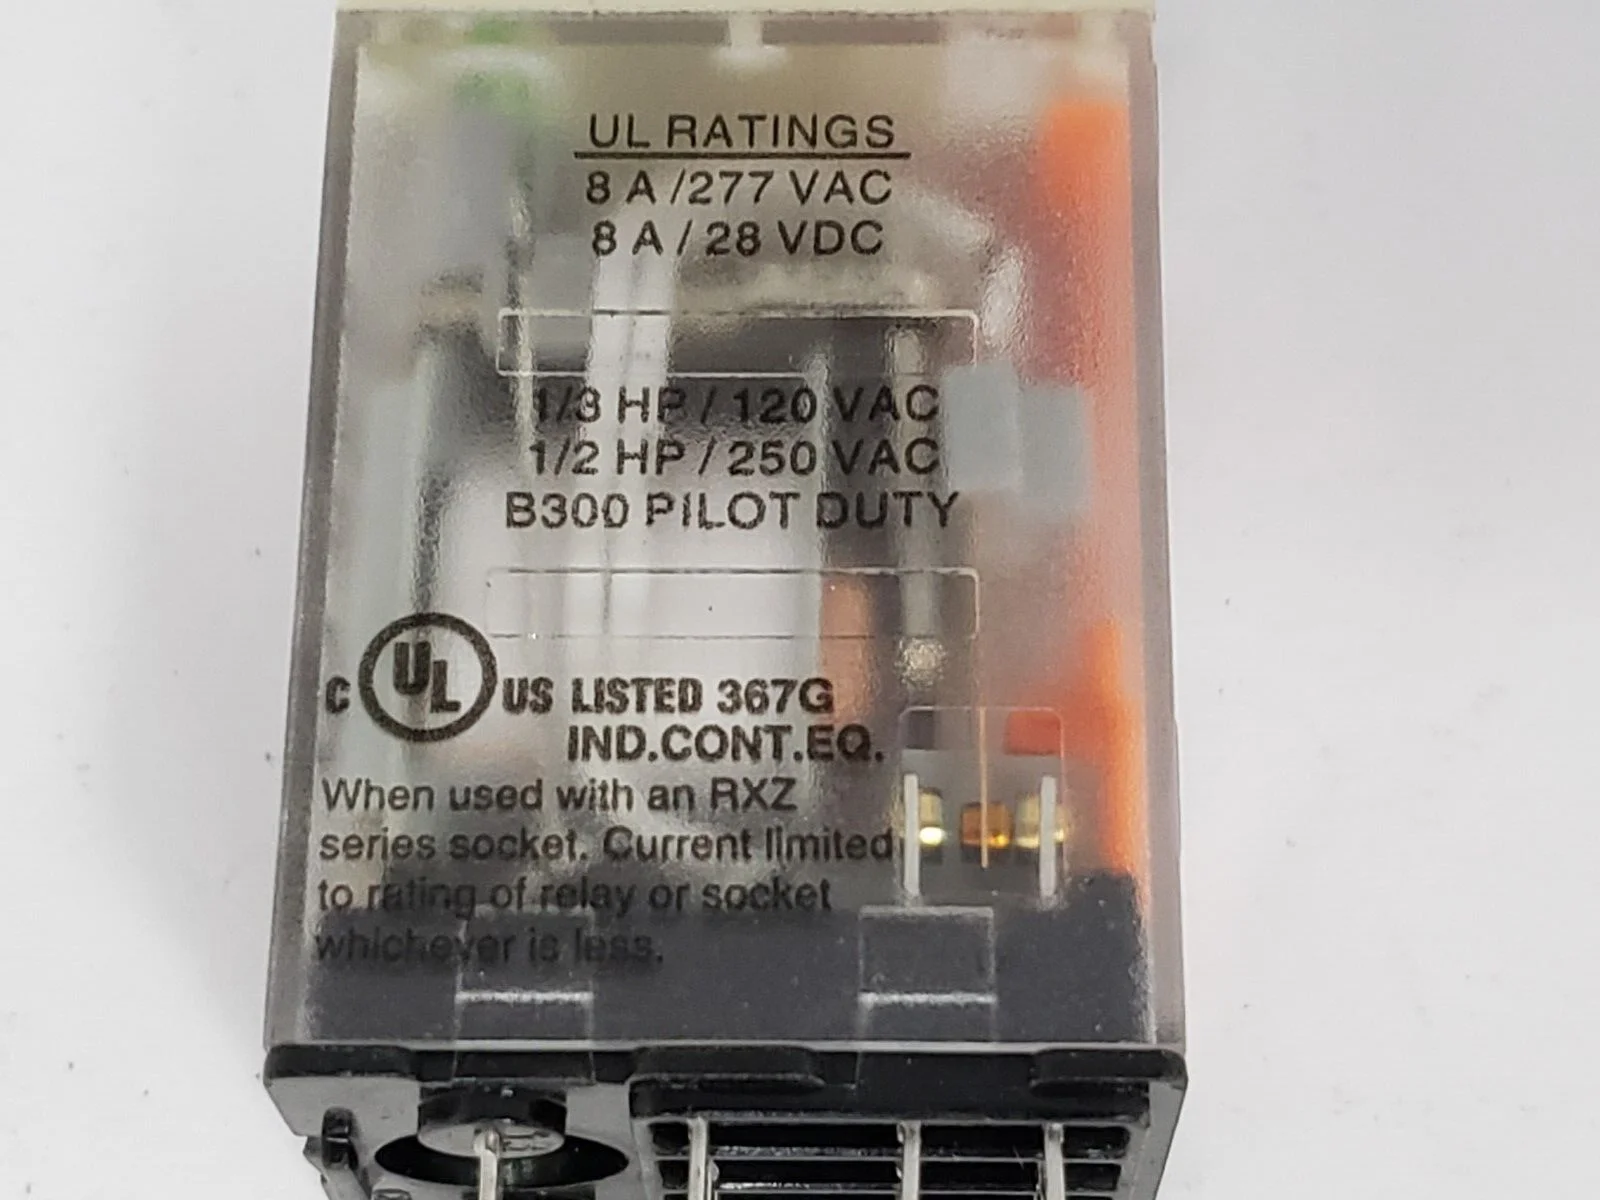 UL RATINGS
8 A /277 VAC
8 A / 28 VDC
1/3 HP / 120 VAC
1/2 HP / 250 VAC
B300 PILOT DUTY
C UL US LISTED 367G
IND.CONT.EQ.
When used with an RXZ
series socket. Current limited
to rating of relay or socket
whichever is less.